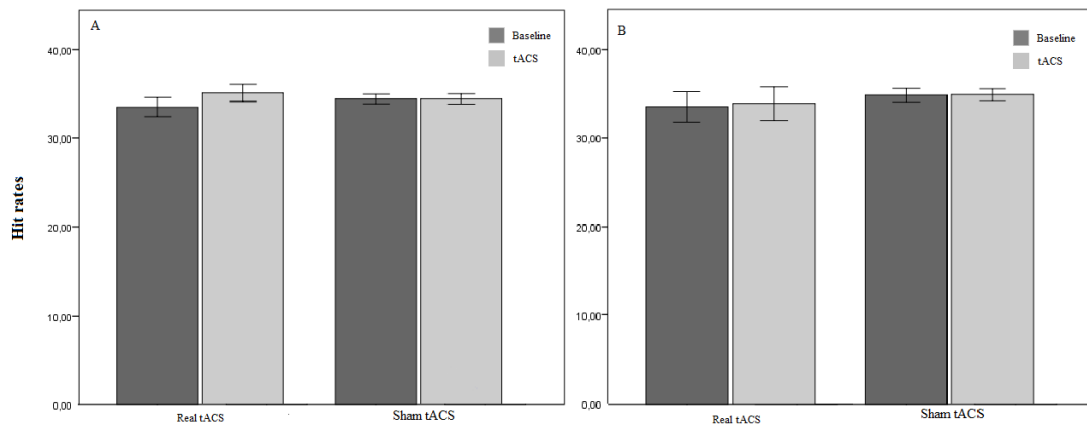 A
Baseline
tACS
40,00
30,00
20,00
10,00
0,00
Hit rates
Real tACS
Sham tACS
B
Baseline
tACS
40,00
30,00
20,00
10,00
0,00
Real tACS
Sham tACS